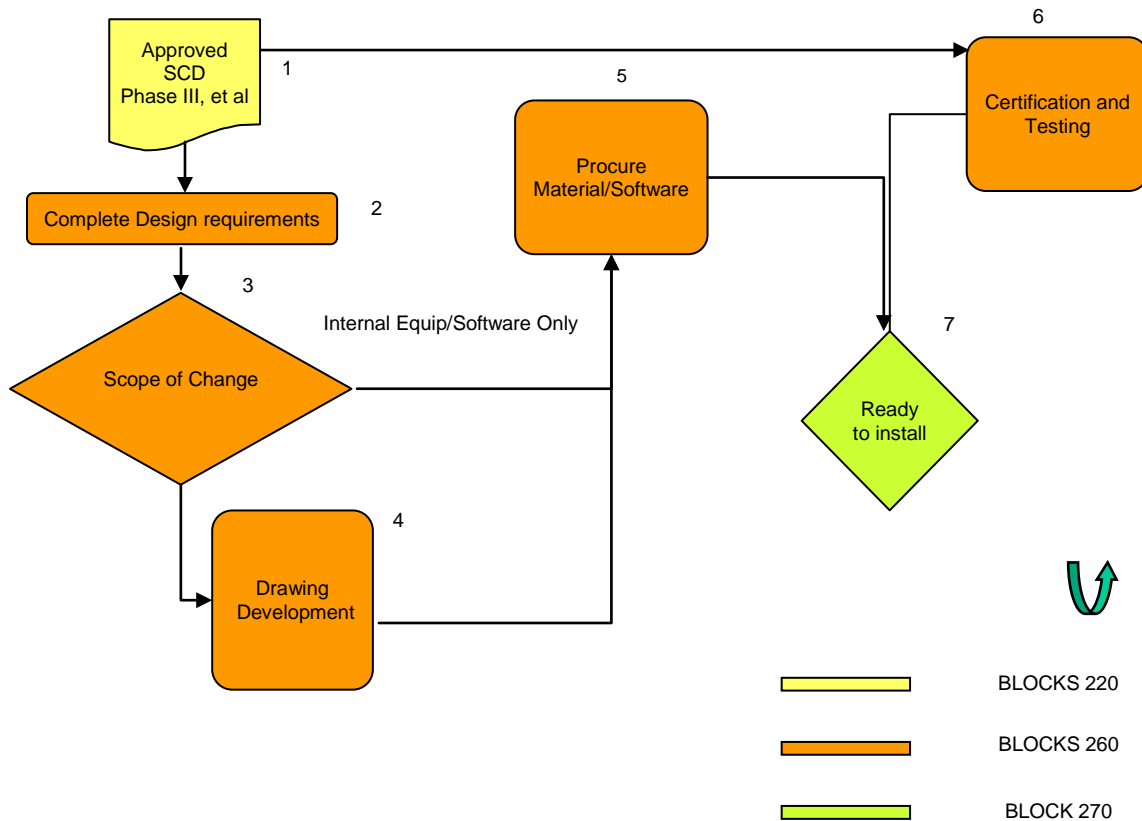 Approved
SCD
Phase III, et al
1
Complete Design requirements
2
3
Scope of Change
Internal Equip/Software Only
4
Drawing
Development
5
Procure
Material/Software
6
Certification and
Testing
7
Ready
to install
BLOCKS 220
BLOCKS 260
BLOCK 270